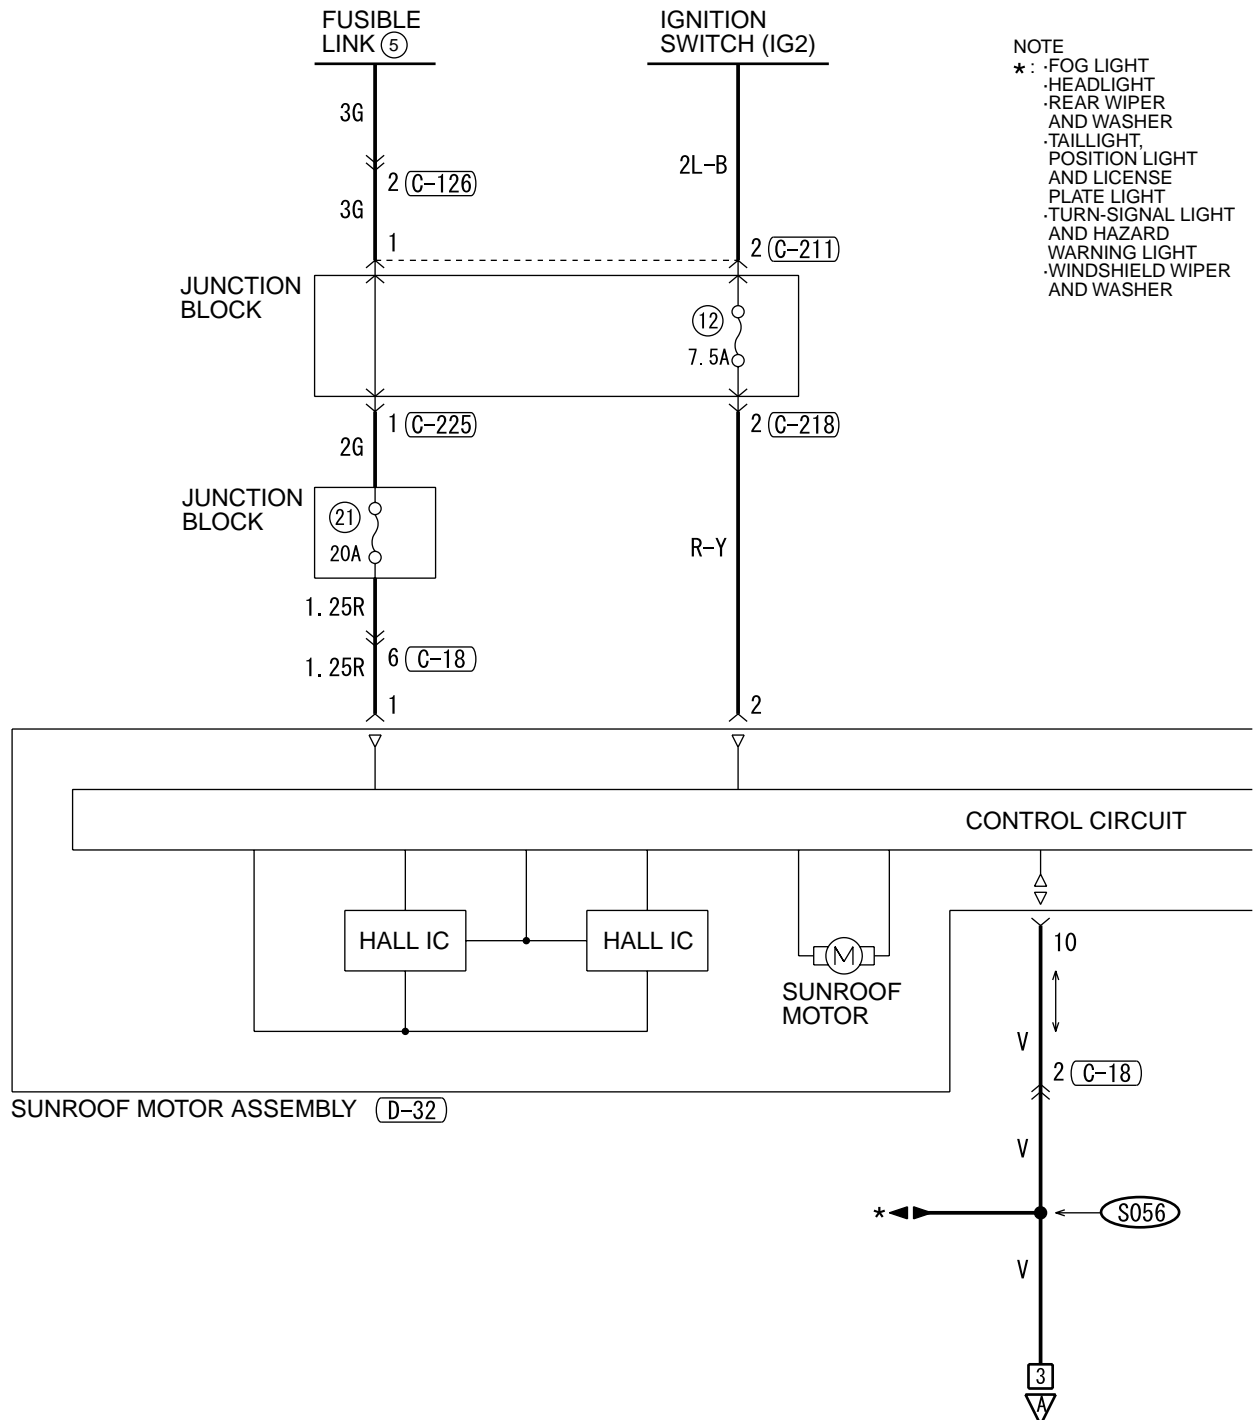 FUSIBLE
LINK 5
IGNITION
SWITCH (IG2)
NOTE
* : ·FOG LIGHT
·HEADLIGHT
·REAR WIPER
AND WASHER
·TAILLIGHT,
POSITION LIGHT
AND LICENSE
PLATE LIGHT
·TURN-SIGNAL LIGHT
AND HAZARD
WARNING LIGHT
·WINDSHIELD WIPER
AND WASHER
3G
2 C-126
3G
2L-B
1
2 C-211
JUNCTION
BLOCK
12
7.5A
1 C-225
2 C-218
2G
JUNCTION
BLOCK
21
20A
R-Y
1.25R
6 C-18
1.25R
1
2
CONTROL CIRCUIT
HALL IC
HALL IC
M
SUNROOF
MOTOR
10
V
2 C-18
SUNROOF MOTOR ASSEMBLY D-32
V
*
S056
V
3
A